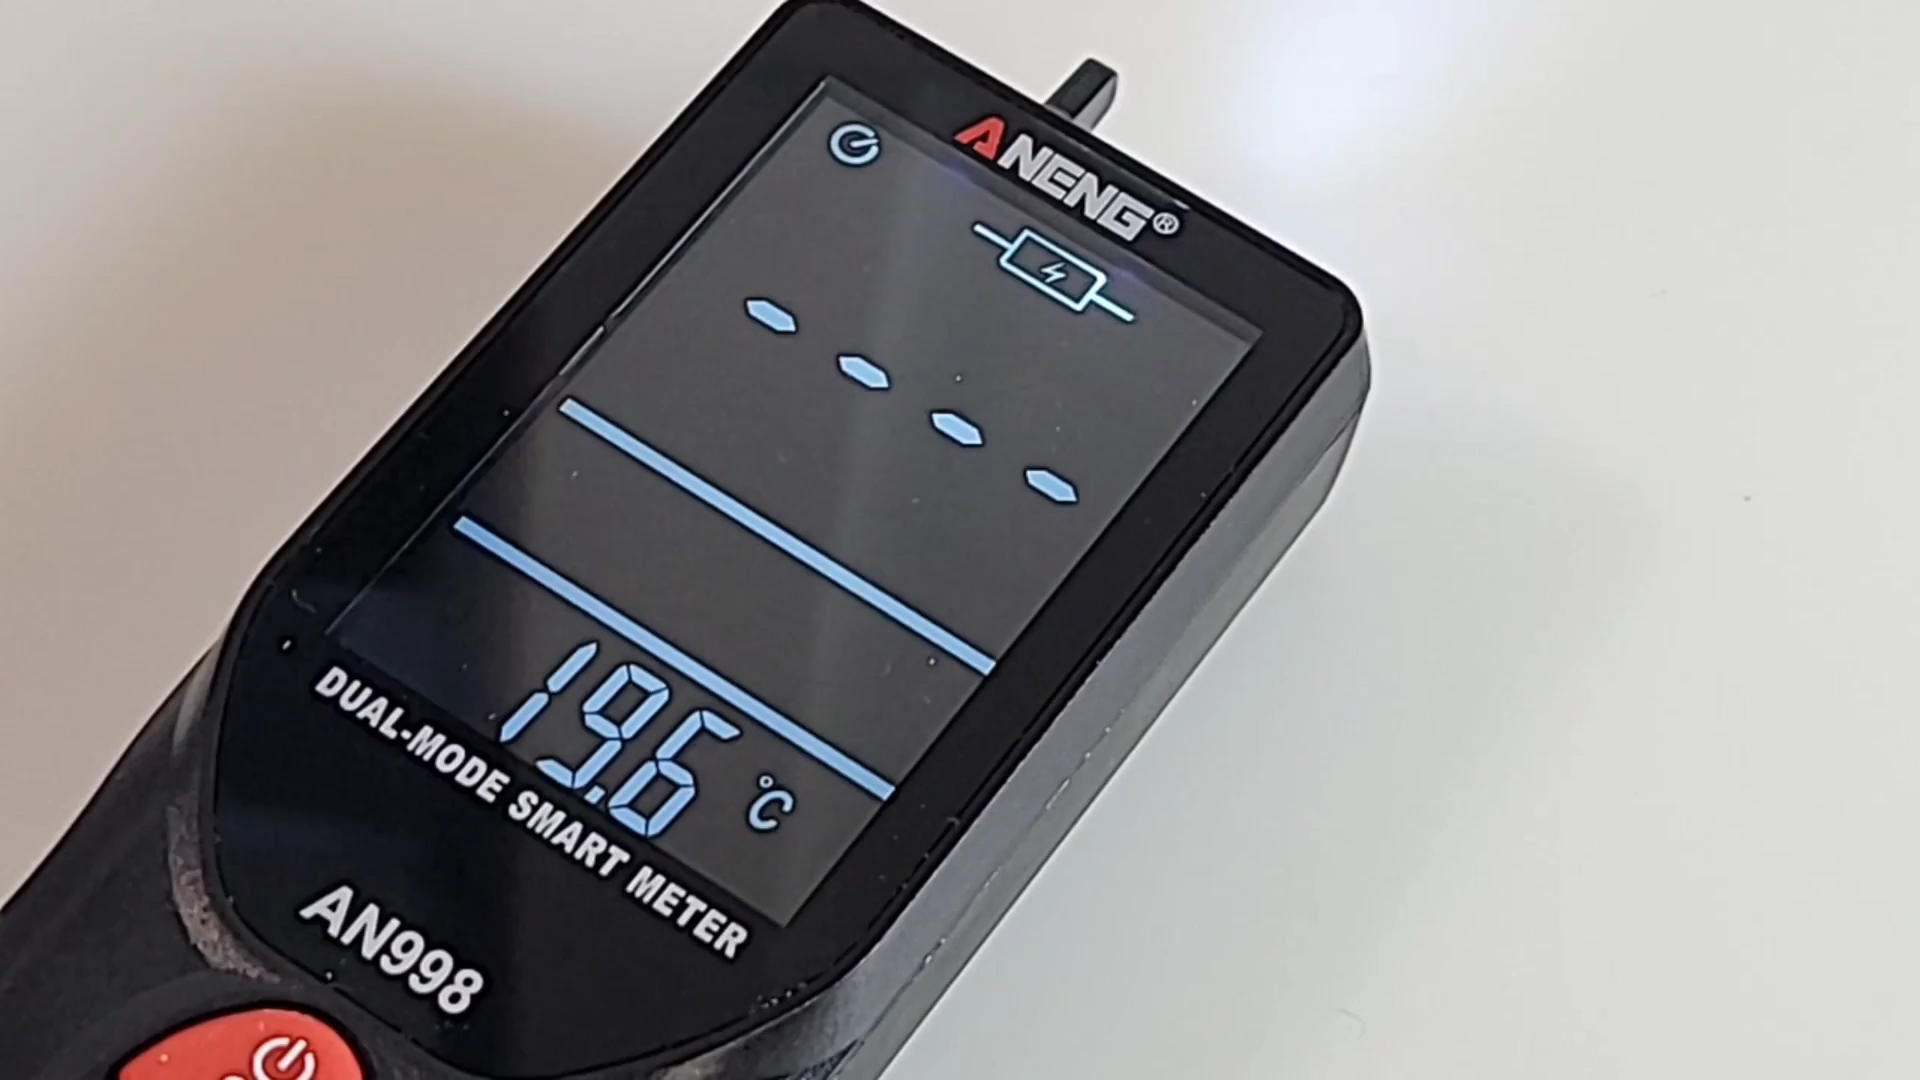 ANENG®
- - - -
19.6 °C
DUAL-MODE SMART METER
AN998